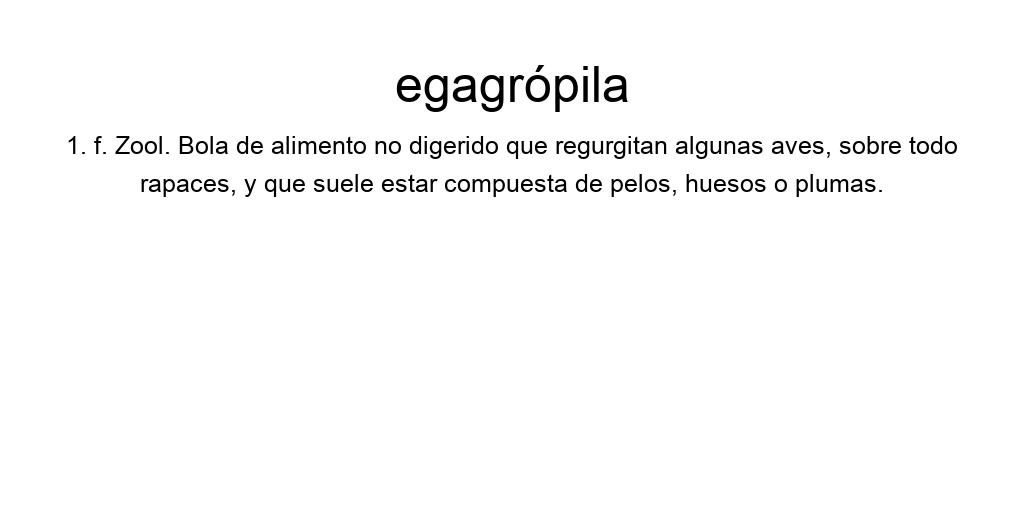 egagrópila
1. f. Zool. Bola de alimento no digerido que regurgitan algunas aves, sobre todo
rapaces, y que suele estar compuesta de pelos, huesos o plumas.